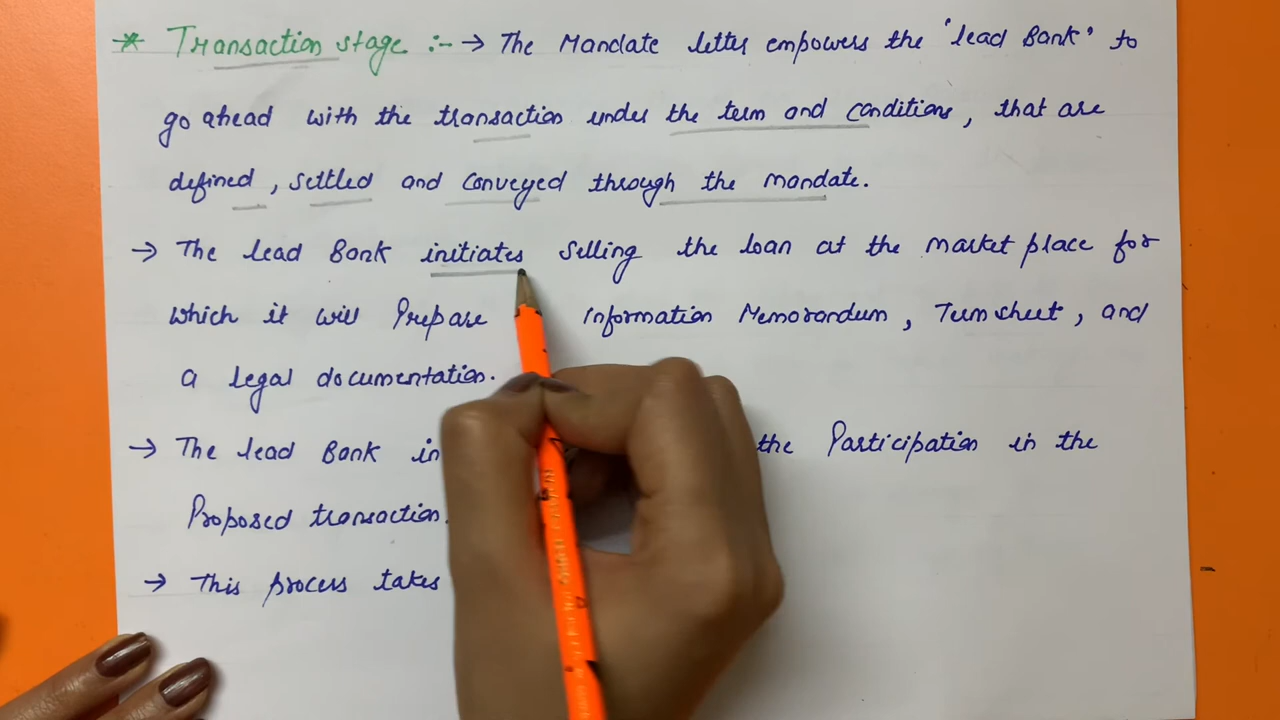 * Transaction stage :- → The Mandate letter empowers the 'lead Bank' to
go ahead with the transaction under the term and conditions, that are
defined, settled and conveyed through the mandate.
→ The lead Bank initiates selling the loan at the market place for
which it will Prepare Information Memorandum, Term sheet, and
a legal documentation.
→ The lead Bank in the Participation in the
Proposed transaction.
→ This process takes